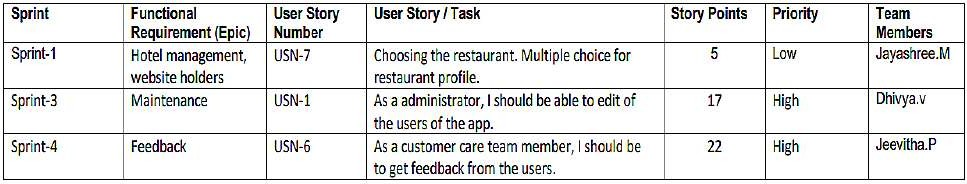 Sprint Functional Requirement (Epic) User Story Number User Story / Task Story Points Priority Team Members
Sprint-1 Hotel management, website holders USN-7 Choosing the restaurant. Multiple choice for restaurant profile. 5 Low Jayashree.M
Sprint-3 Maintenance USN-1 As a administrator, I should be able to edit of the users of the app. 17 High Dhivya.v
Sprint-4 Feedback USN-6 As a customer care team member, I should be to get feedback from the users. 22 High Jeevitha.P